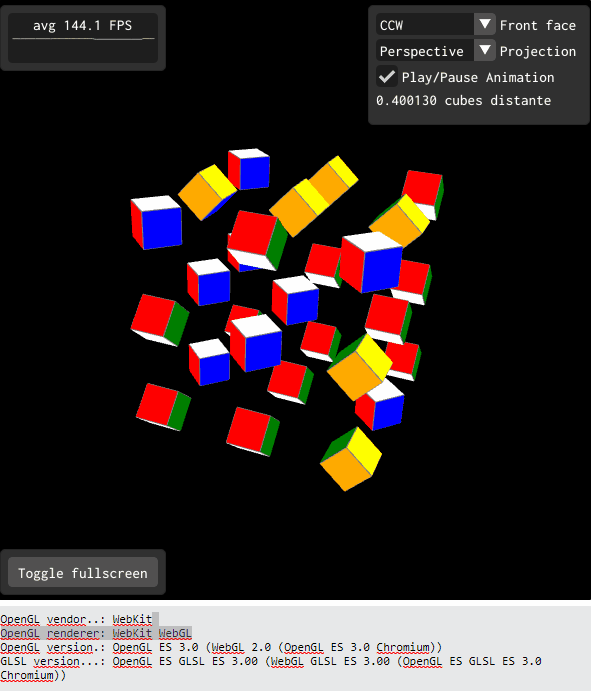 avg 144.1 FPS
CCW Front face
Perspective Projection
Play/Pause Animation
0.400130 cubes distante
Toggle fullscreen
OpenGL vendor..: WebKit
OpenGL renderer: WebKit WebGL
OpenGL version.: OpenGL ES 3.0 (WebGL 2.0 (OpenGL ES 3.0 Chromium))
GLSL version...: OpenGL ES GLSL ES 3.00 (WebGL GLSL ES 3.00 (OpenGL ES GLSL ES 3.0
Chromium))